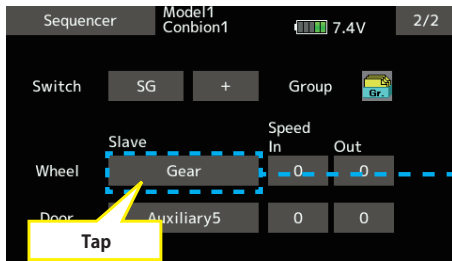 Sequencer
Model1
Conbion1
7.4V
2/2
Switch
SG
+
Group
Gr.
Slave
Speed
In
Out
Wheel
Gear
0
0
Door
Auxiliary5
0
0
Tap